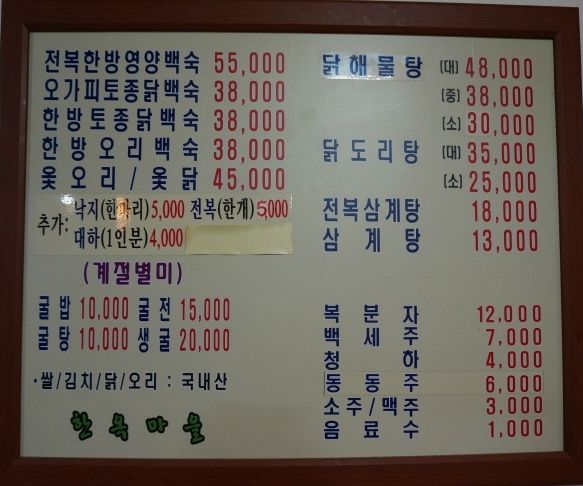 전복한방영양백숙 55,000
오가피토종닭백숙 38,000
한방토종닭백숙 38,000
한방오리백숙 38,000
옻오리/옻닭 45,000
추가: 낙지(한마리)5,000 전복(한개)5,000
대하(1인분)4,000
(계절별미)
굴밥 10,000 굴전 15,000
굴탕 10,000 생굴 20,000
*쌀/김치/닭/오리 : 국내산
한옥마을
닭해물탕 (대) 48,000
(중) 38,000
(소) 30,000
닭도리탕 (대) 35,000
(소) 25,000
전복삼계탕 18,000
삼계탕 13,000
복분자 12,000
백세주 7,000
청하 4,000
동동주 6,000
소주/맥주 3,000
음료수 1,000